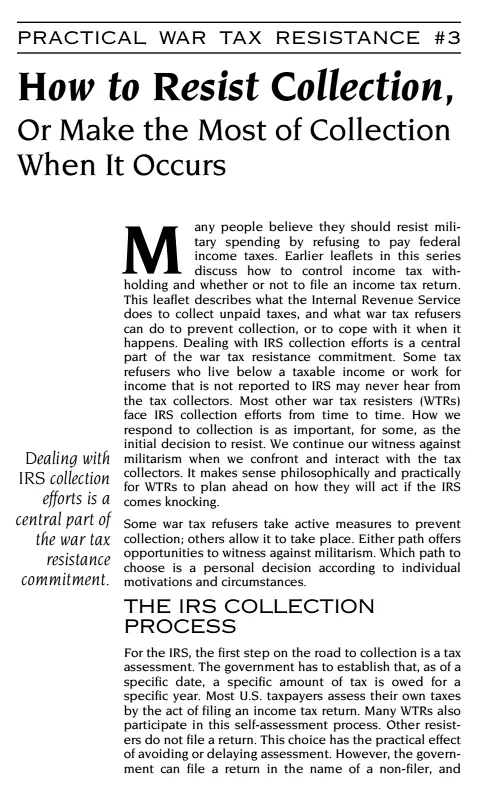 PRACTICAL WAR TAX RESISTANCE #3
How to Resist Collection,
Or Make the Most of Collection
When It Occurs
Many people believe they should resist mili-
tary spending by refusing to pay federal
income taxes. Earlier leaflets in this series
discuss how to control income tax with-
holding and whether or not to file an income tax return.
This leaflet describes what the Internal Revenue Service
does to collect unpaid taxes, and what war tax refusers
can do to prevent collection, or to cope with it when it
happens. Dealing with IRS collection efforts is a central
part of the war tax resistance commitment. Some tax
refusers who live below a taxable income or work for
income that is not reported to IRS may never hear from
the tax collectors. Most other war tax resisters (WTRs)
face IRS collection efforts from time to time. How we
respond to collection is as important, for some, as the
initial decision to resist. We continue our witness against
militarism when we confront and interact with the tax
collectors. It makes sense philosophically and practically
for WTRs to plan ahead on how they will act if the IRS
comes knocking.
Dealing with
IRS collection
efforts is a
central part of
the war tax
resistance
commitment.
Some war tax refusers take active measures to prevent
collection; others allow it to take place. Either path offers
opportunities to witness against militarism. Which path to
choose is a personal decision according to individual
motivations and circumstances.
THE IRS COLLECTION
PROCESS
For the IRS, the first step on the road to collection is a tax
assessment. The government has to establish that, as of a
specific date, a specific amount of tax is owed for a
specific year. Most U.S. taxpayers assess their own taxes
by the act of filing an income tax return. Many WTRs also
participate in this self-assessment process. Other resist-
ers do not file a return. This choice has the practical effect
of avoiding or delaying assessment. However, the govern-
ment can file a return in the name of a non-filer, and